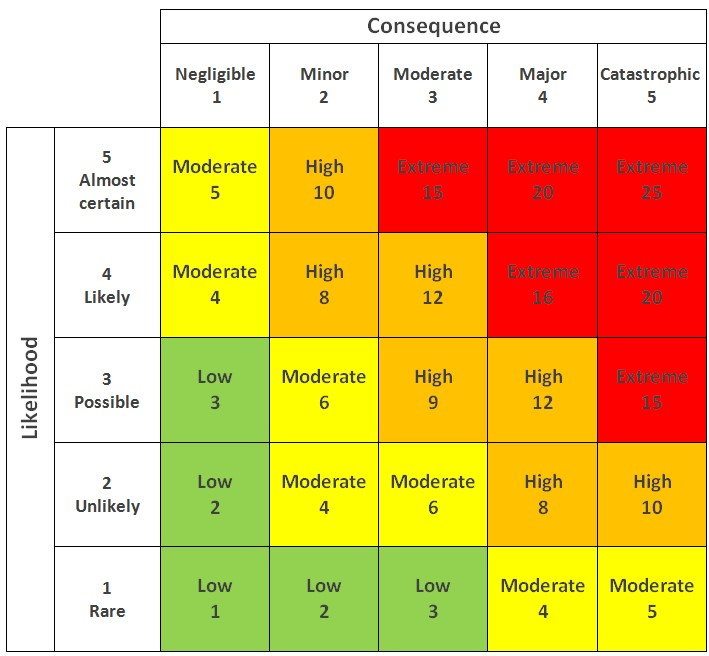 Consequence
Negligible
1
Minor
2
Moderate
3
Major
4
Catastrophic
5
Likelihood
5
Almost
certain
Moderate
5
High
10
Extreme
15
Extreme
20
Extreme
25
4
Likely
Moderate
4
High
8
High
12
Extreme
16
Extreme
20
3
Possible
Low
3
Moderate
6
High
9
High
12
Extreme
15
2
Unlikely
Low
2
Moderate
4
Moderate
6
High
8
High
10
1
Rare
Low
1
Low
2
Low
3
Moderate
4
Moderate
5